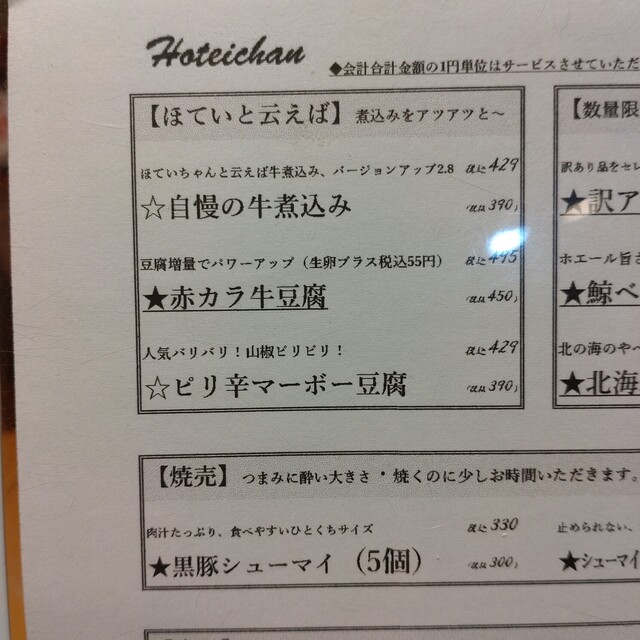 Hoteichan
◆会計合計金額の1円単位はサービスさせていただ
【ほていと云えば】 煮込みをアツアツと～
ほていちゃんと云えば牛煮込み、バージョンアップ2.8 税込429
☆自慢の牛煮込み 税抜390
豆腐増量でパワーアップ（生卵プラス税込55円） 税込495
★赤カラ牛豆腐 税抜450
人気バリバリ！山椒ビリビリ！ 税込429
☆ピリ辛マーボー豆腐 税抜390
【数量限
訳あり品をセレ
★訳ア
ホエール旨さ
★鯨ベ
北の海のやべ
★北海
【焼売】 つまみに酔い大きさ・焼くのに少しお時間いただきます。
肉汁たっぷり、食べやすいひとくちサイズ 税込330
★黒豚シューマイ（5個） 税抜300
止められない、
★シューマイ